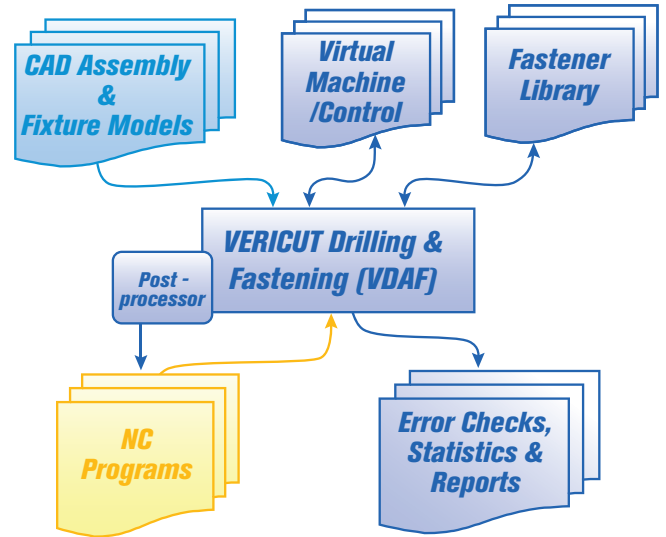 CAD Assembly
&
Fixture Models
Virtual
Machine
/Control
Fastener
Library
VERICUT Drilling &
Fastening (VDAF)
Post -
processor
NC
Programs
Error Checks,
Statistics &
Reports